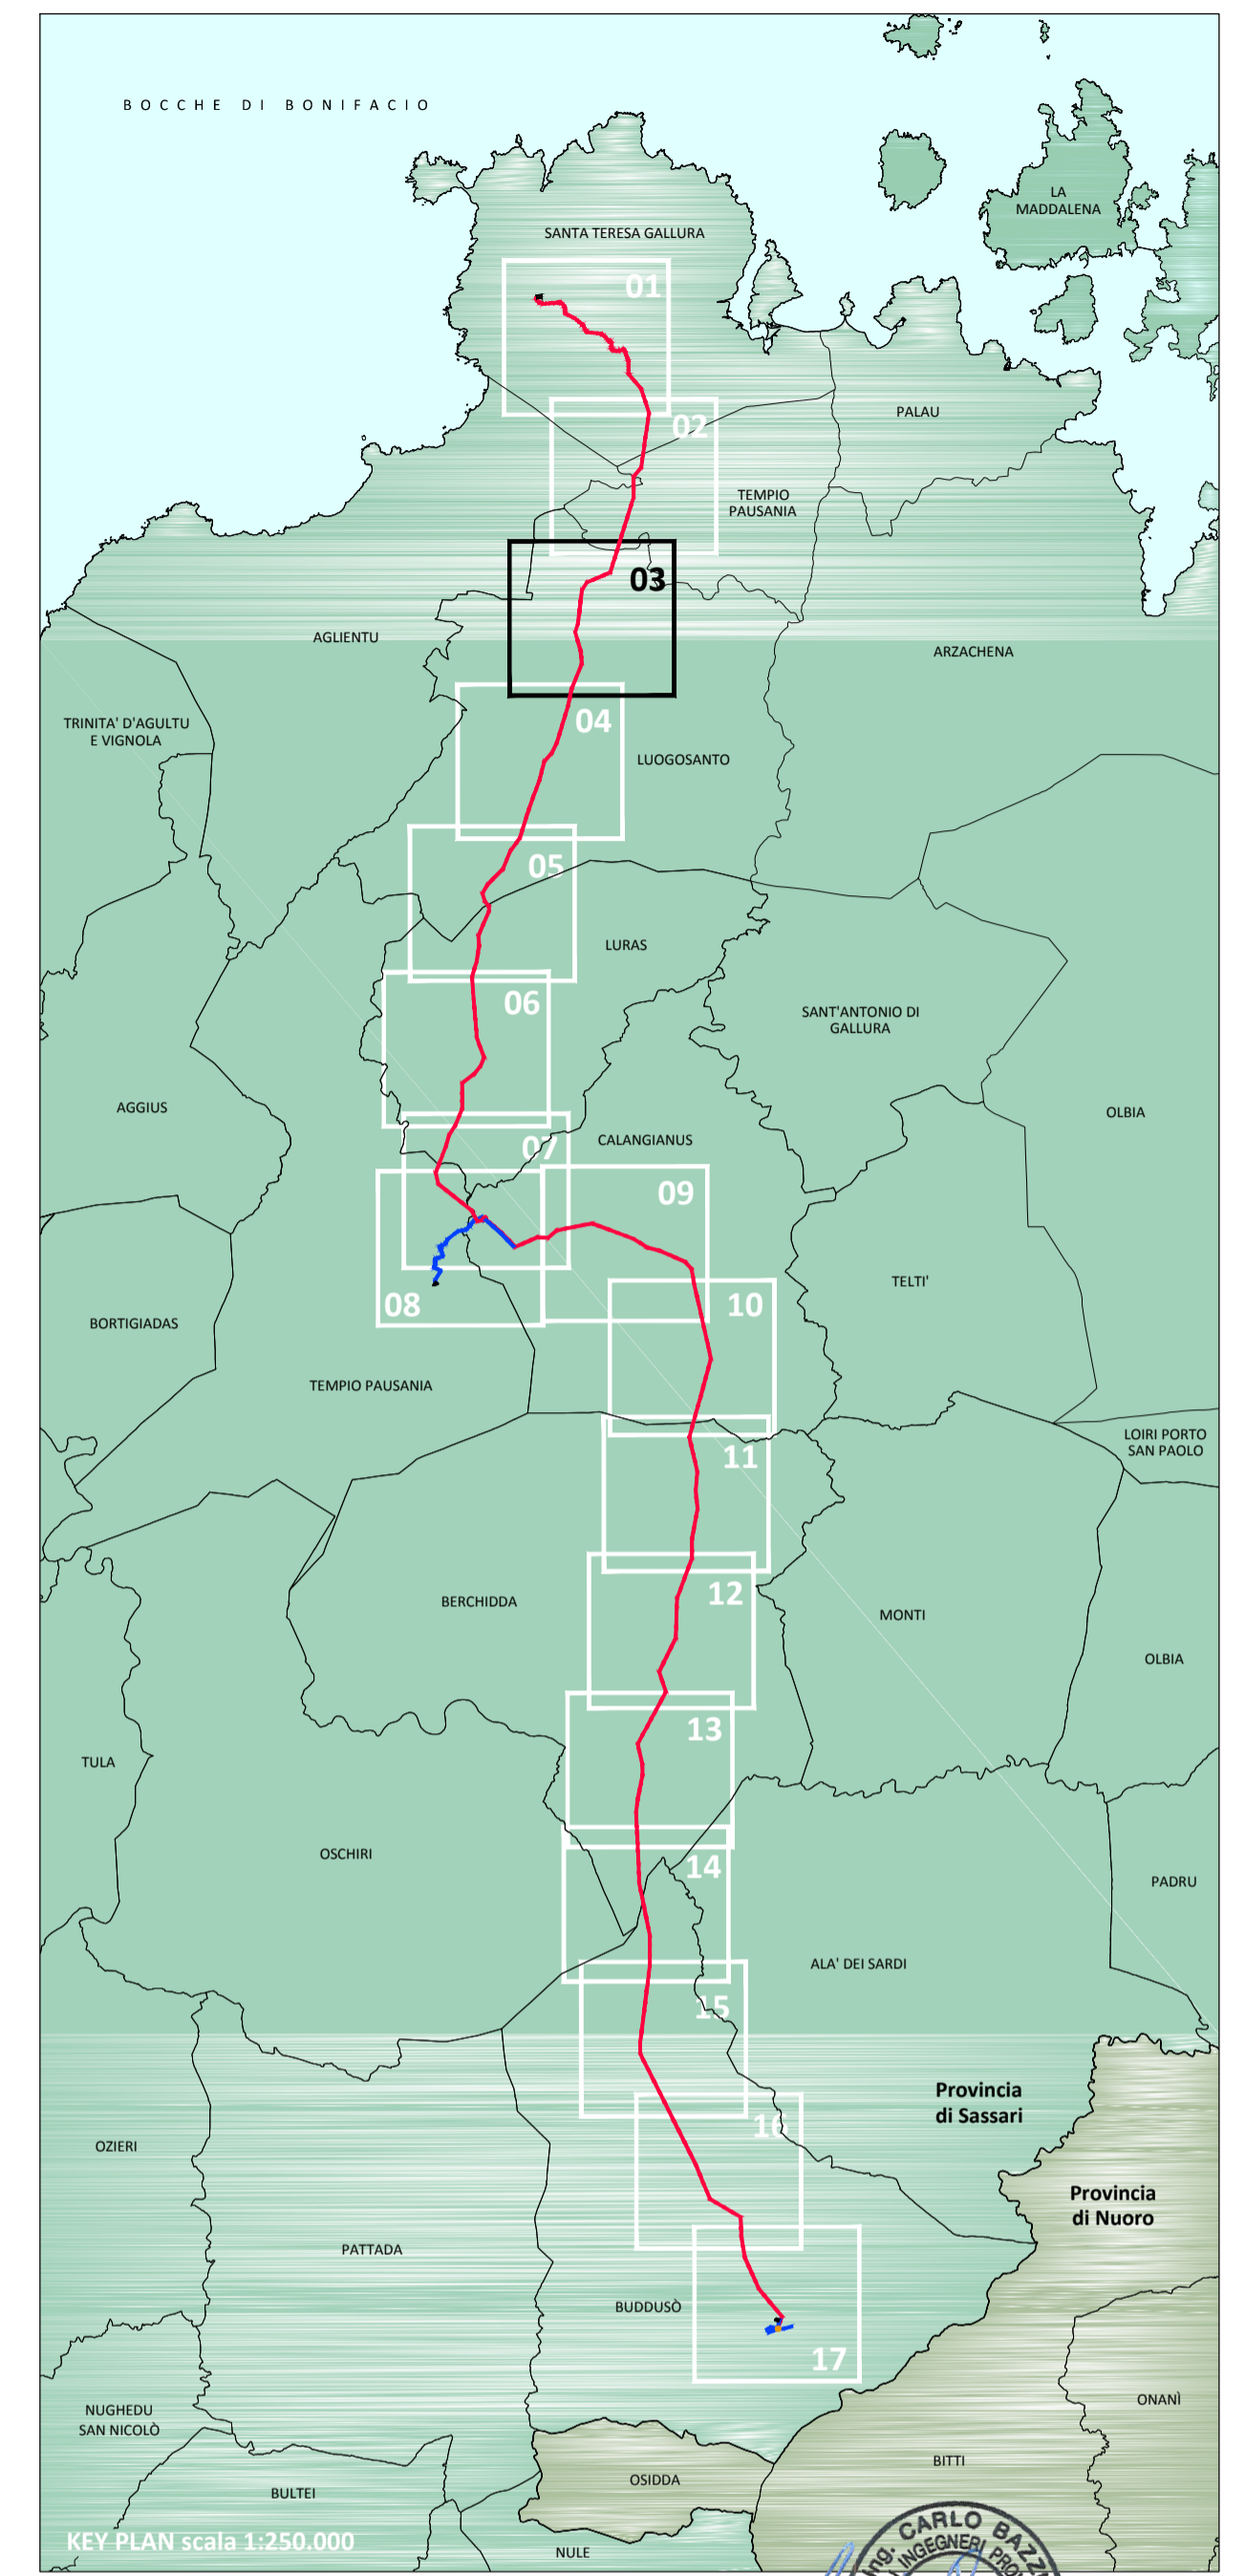 BOCCHE DI BONIFACIO
LA
MADDALENA
SANTA TERESA GALLURA
01
PALAU
02
TEMPIO
PAUSANIA
03
AGLIENTU
ARZACHENA
TRINITA' D'AGULTU
E VIGNOLA
04
LUOGOSANTO
05
LURAS
06
SANT'ANTONIO DI
GALLURA
AGGIUS
OLBIA
07
CALANGIANUS
09
TELTI'
08
10
BORTIGIADAS
TEMPIO PAUSANIA
LOIRI PORTO
SAN PAOLO
11
12
BERCHIDDA
MONTI
OLBIA
13
TULA
OSCHIRI
14
PADRU
ALA' DEI SARDI
15
Provincia
di Sassari
16
OZIERI
Provincia
di Nuoro
PATTADA
BUDDUSÒ
17
NUGHEDU
SAN NICOLÒ
ONANÌ
BITTI
OSIDDA
BULTEI
KEY PLAN scala 1:250.000
NULE
Ing. CARLO BAZZ
INGEGNERI PRO